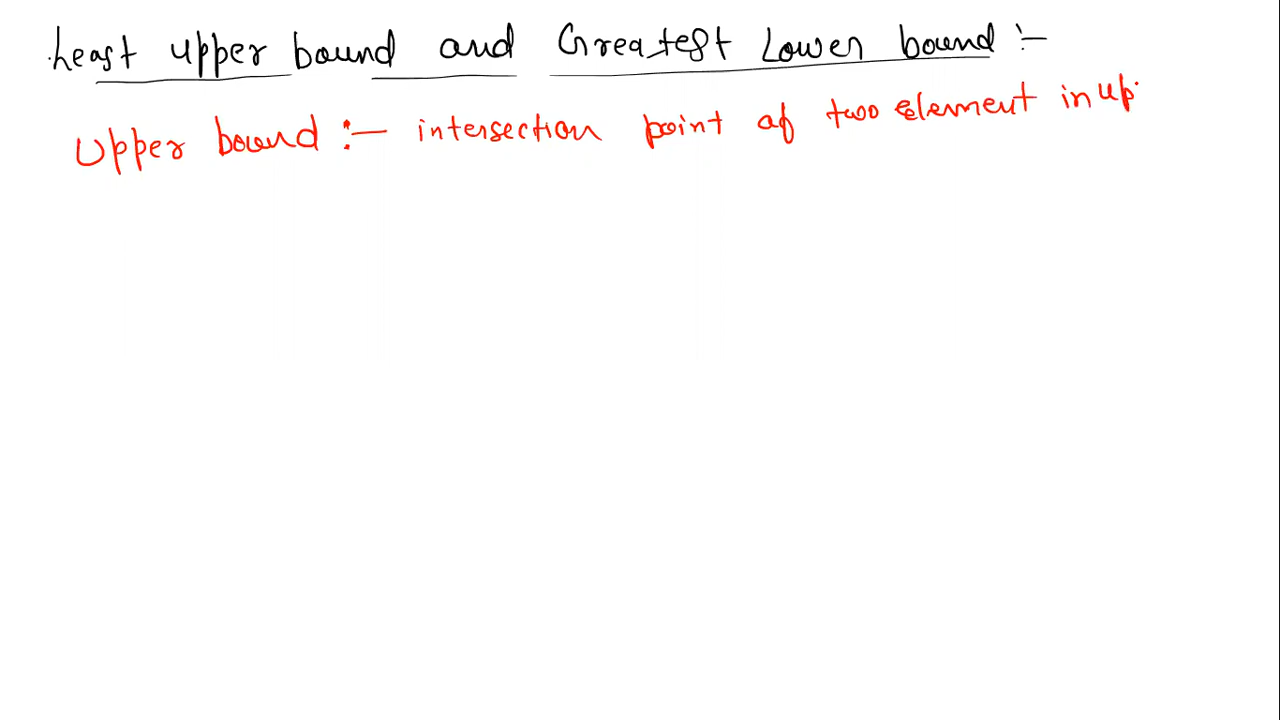 Least upper bound and Greatest Lower bound :-
Upper bound :- intersection point of two element in up